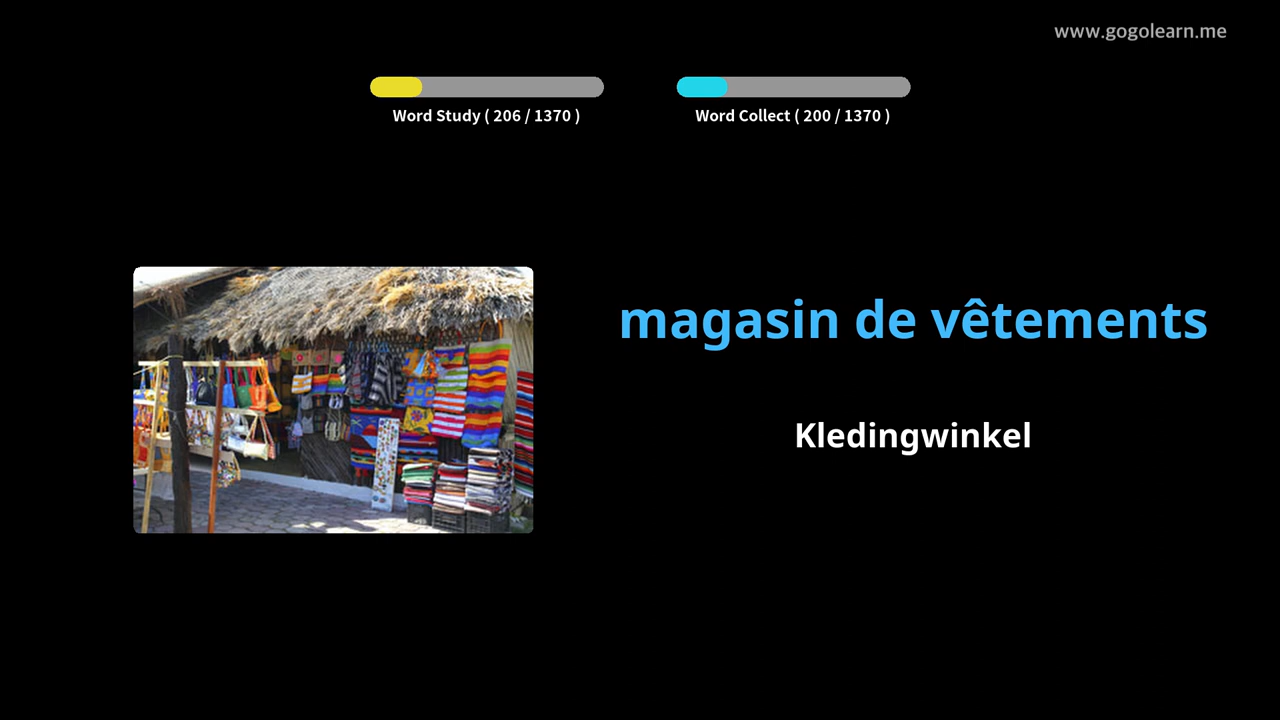 www.gogolearn.me
Word Study ( 206 / 1370 )
Word Collect ( 200 / 1370 )
magasin de vêtements
Kledingwinkel